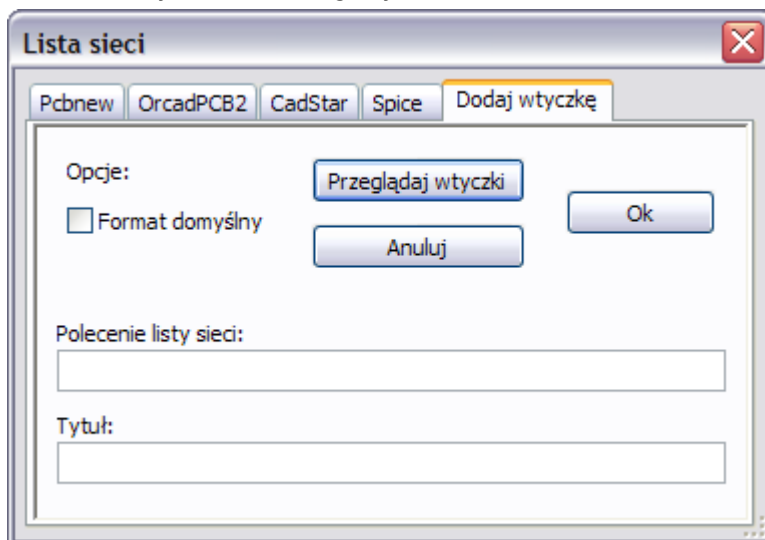 Lista sieci
Pcbnew OrcadPCB2 CadStar Spice Dodaj wtyczkę
Opcje:
Przeglądaj wtyczki
Format domyślny
Ok
Anuluj
Polecenie listy sieci:
Tytuł: